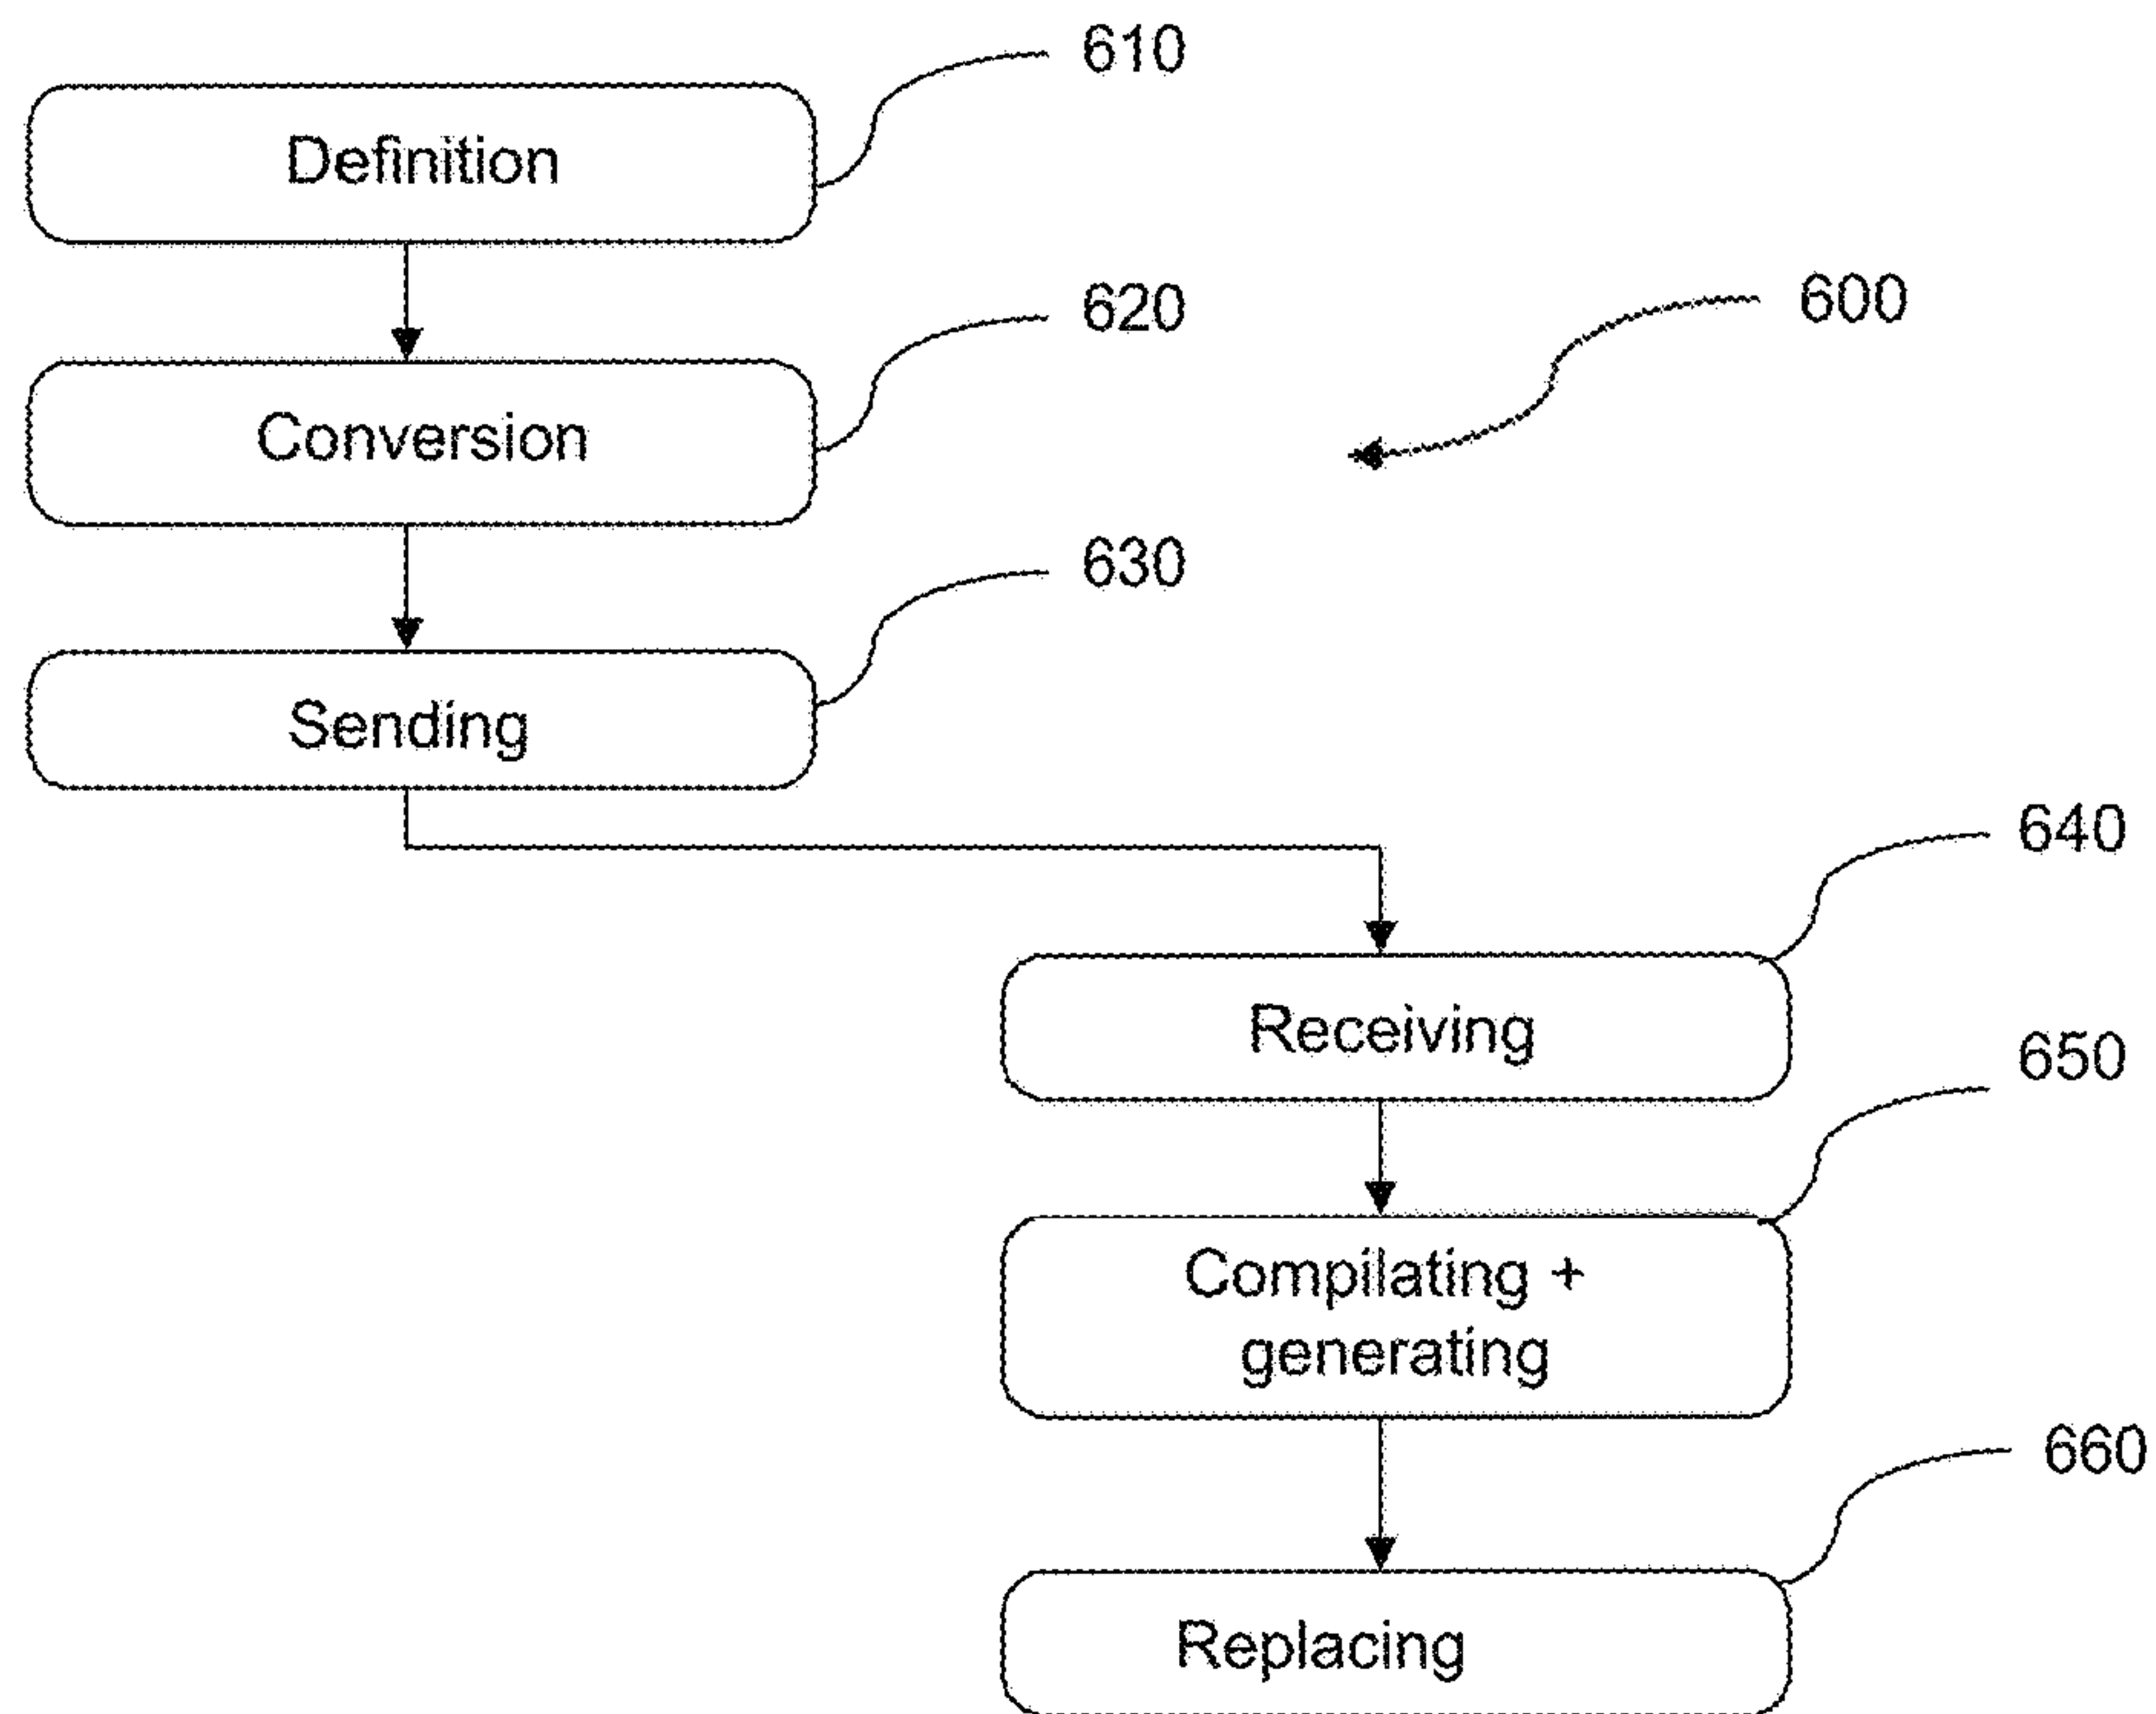 610
Definition
620
600
Conversion
630
Sending
640
Receiving
650
Compilating +
generating
660
Replacing